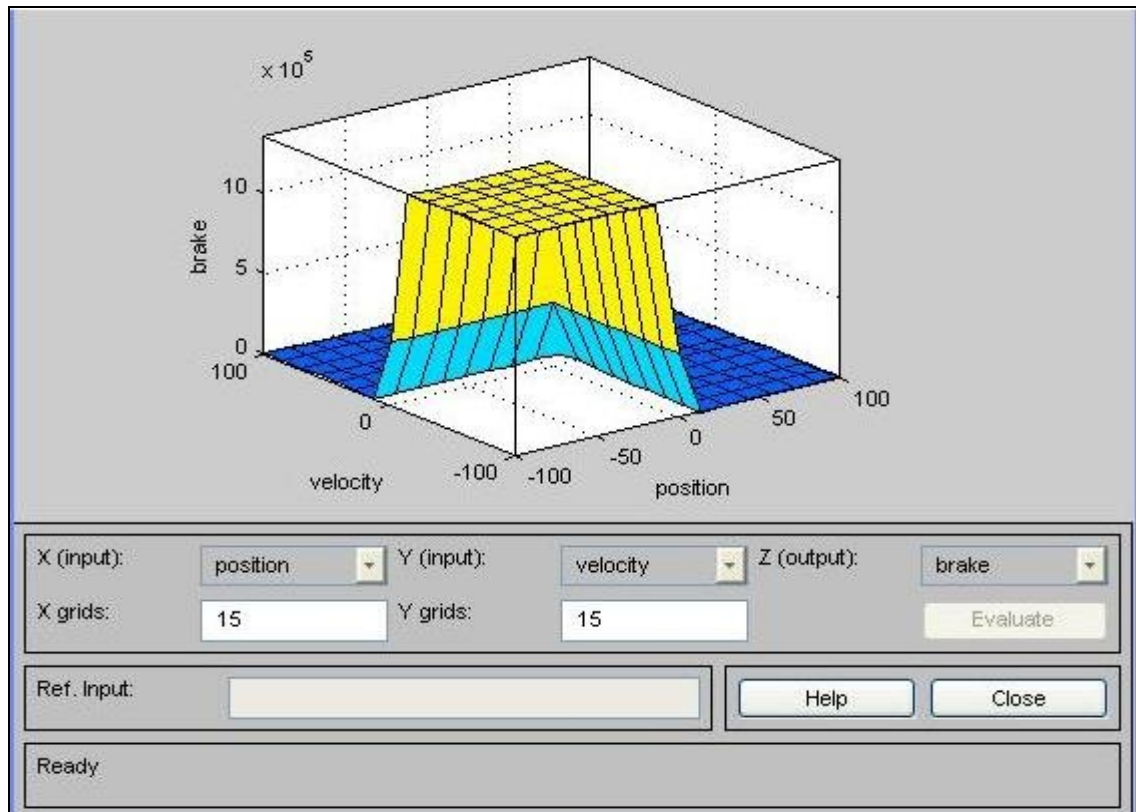 x 10^5
10
5
0
brake
100
0
-100
velocity
-100
-50
0
50
100
position
X (input):
position
Y (input):
velocity
Z (output):
brake
X grids:
15
Y grids:
15
Evaluate
Ref. Input:
Help
Close
Ready